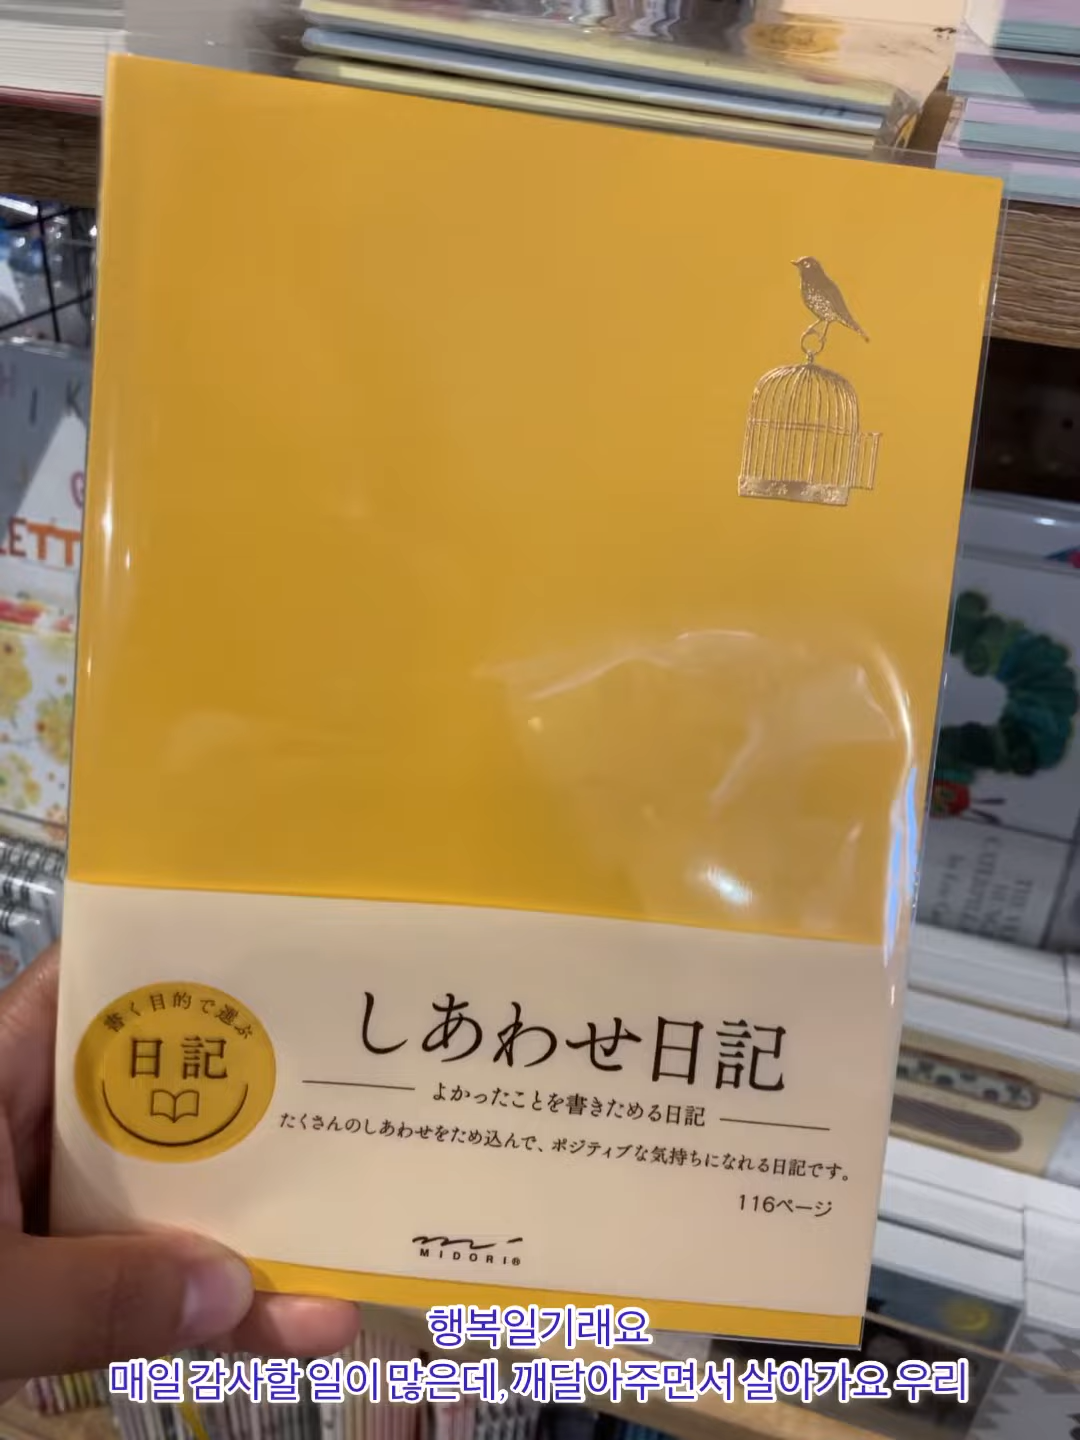 書く目的で選ぶ
日記
しあわせ日記
よかったことを書きためる日記
たくさんのしあわせをため込んで、ポジティブな気持ちになれる日記です。
116ページ
MIDORI®
행복일기래요
매일 감사할 일이 많은데, 깨달아주면서 살아가요 우리